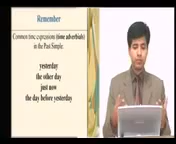 Remember
Common time expressions (time adverbials)
in the Past Simple.
yesterday
the other day
just now
the day before yesterday